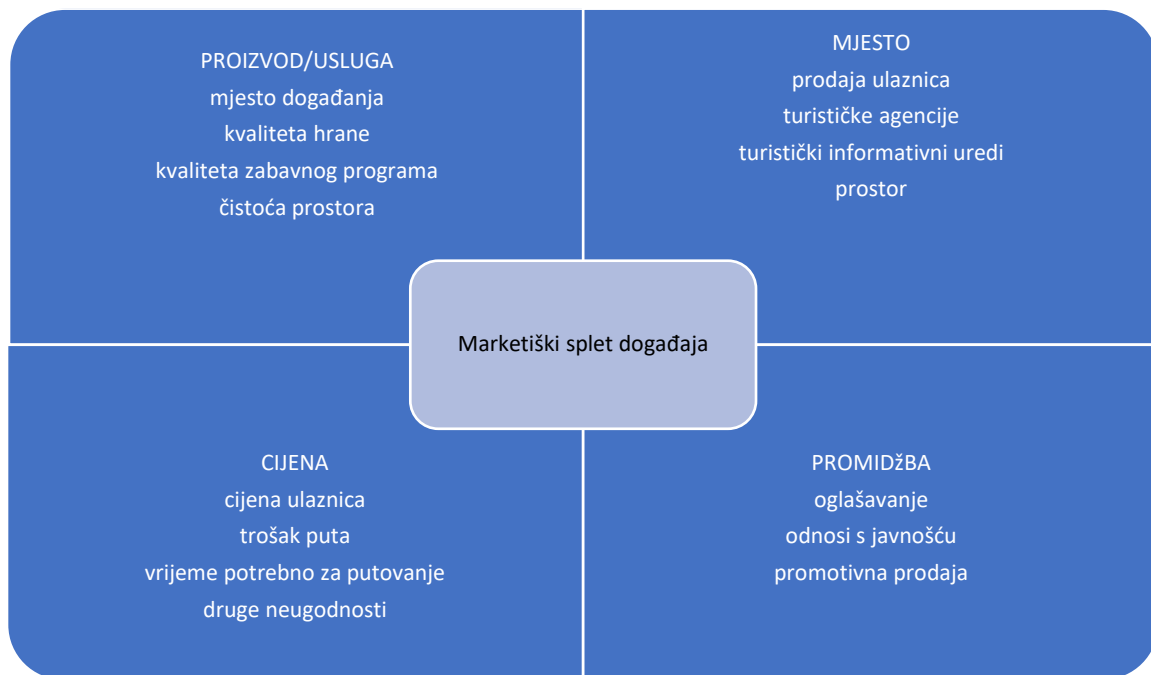 PROIZVOD/USLUGA
mjesto događanja
kvaliteta hrane
kvaliteta zabavnog programa
čistoća prostora
MJESTO
prodaja ulaznica
turističke agencije
turistički informativni uredi
prostor
Marketiški splet događaja
CIJENA
cijena ulaznica
trošak puta
vrijeme potrebno za putovanje
druge neugodnosti
PROMIDžBA
oglašavanje
odnosi s javnošću
promotivna prodaja